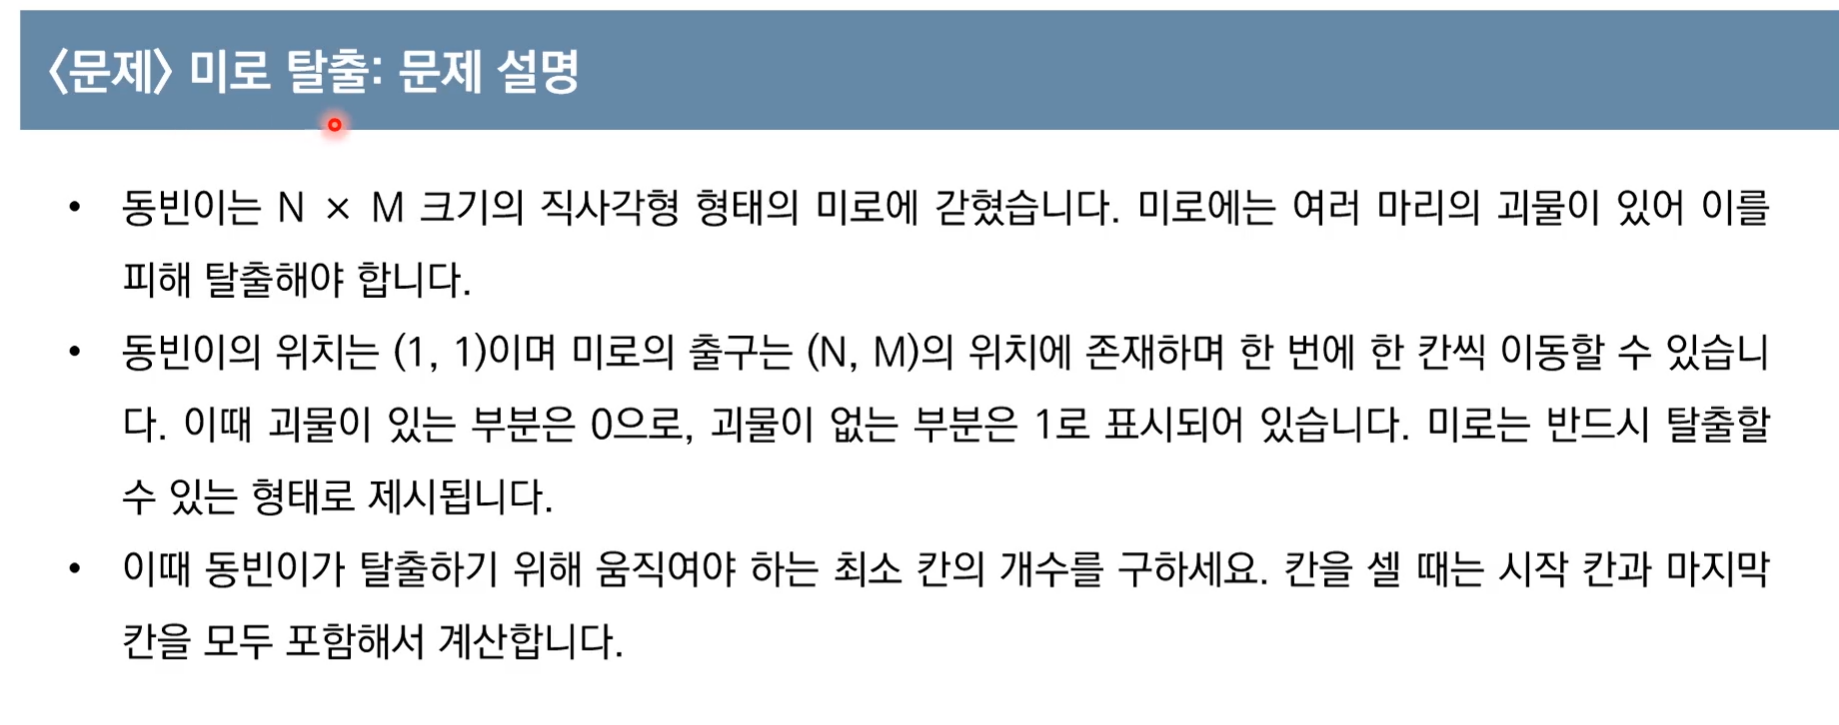 <문제> 미로 탈출: 문제 설명
• 동빈이는 N × M 크기의 직사각형 형태의 미로에 갇혔습니다. 미로에는 여러 마리의 괴물이 있어 이를
피해 탈출해야 합니다.
• 동빈이의 위치는 (1, 1)이며 미로의 출구는 (N, M)의 위치에 존재하며 한 번에 한 칸씩 이동할 수 있습니
다. 이때 괴물이 있는 부분은 0으로, 괴물이 없는 부분은 1로 표시되어 있습니다. 미로는 반드시 탈출할
수 있는 형태로 제시됩니다.
• 이때 동빈이가 탈출하기 위해 움직여야 하는 최소 칸의 개수를 구하세요. 칸을 셀 때는 시작 칸과 마지막
칸을 모두 포함해서 계산합니다.